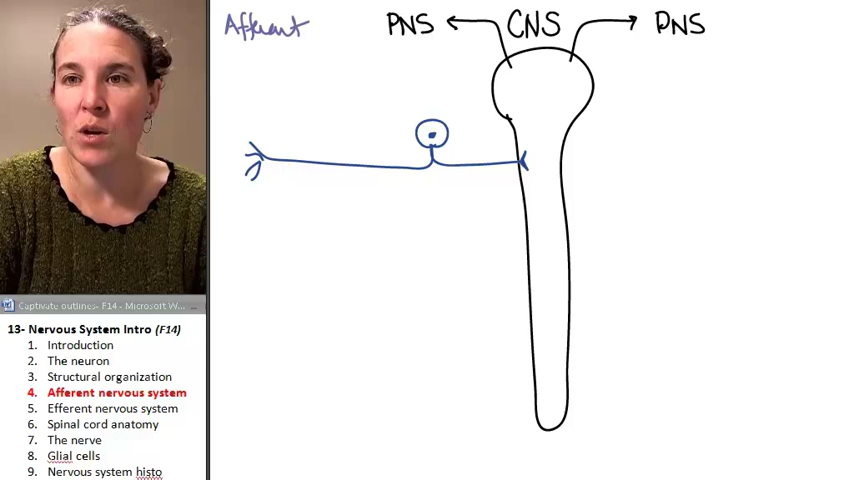 Afferent
PNS CNS PNS
Captivate outlines- F14 - Microsoft W...
13- Nervous System Intro (F14)
1. Introduction
2. The neuron
3. Structural organization
4. Afferent nervous system
5. Efferent nervous system
6. Spinal cord anatomy
7. The nerve
8. Glial cells
9. Nervous system histo